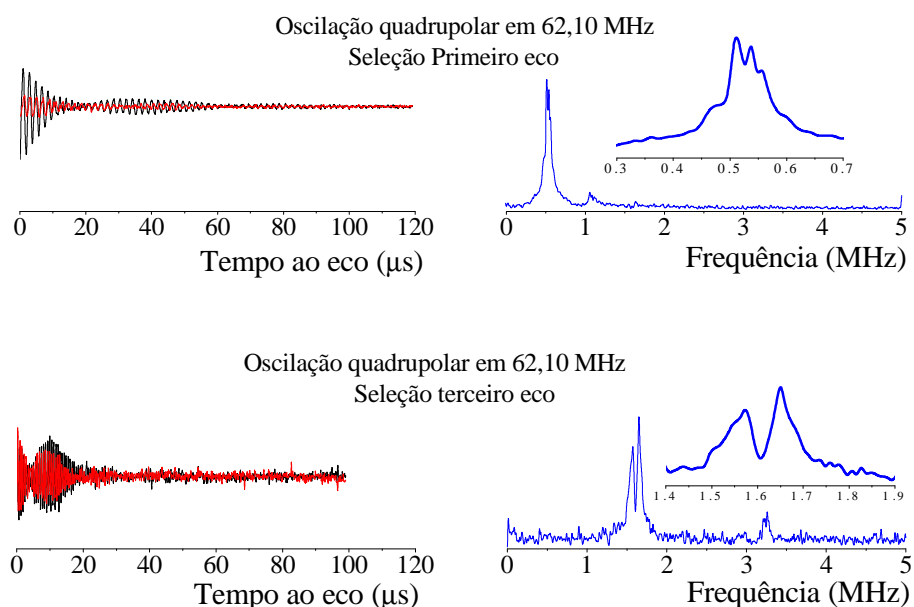 Oscilação quadrupolar em 62,10 MHz
Seleção Primeiro eco
0.3 0.4 0.5 0.6 0.7
0 20 40 60 80 100 120
Tempo ao eco (µs)
0 1 2 3 4 5
Frequência (MHz)
Oscilação quadrupolar em 62,10 MHz
Seleção terceiro eco
1.4 1.5 1.6 1.7 1.8 1.9
0 20 40 60 80 100 120
Tempo ao eco (µs)
0 1 2 3 4 5
Frequência (MHz)